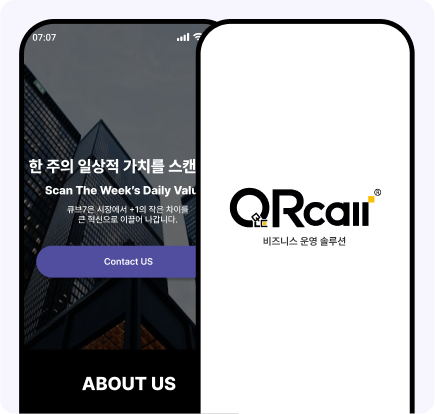 07:07
한 주의 일상적 가치를 스캔
Scan The Week's Daily Valu
큐브7은 시장에서 +1의 작은 차이를
큰 혁신으로 이끌어 나갑니다.
Contact US
ABOUT US
QRcall®
비즈니스 운영 솔루션